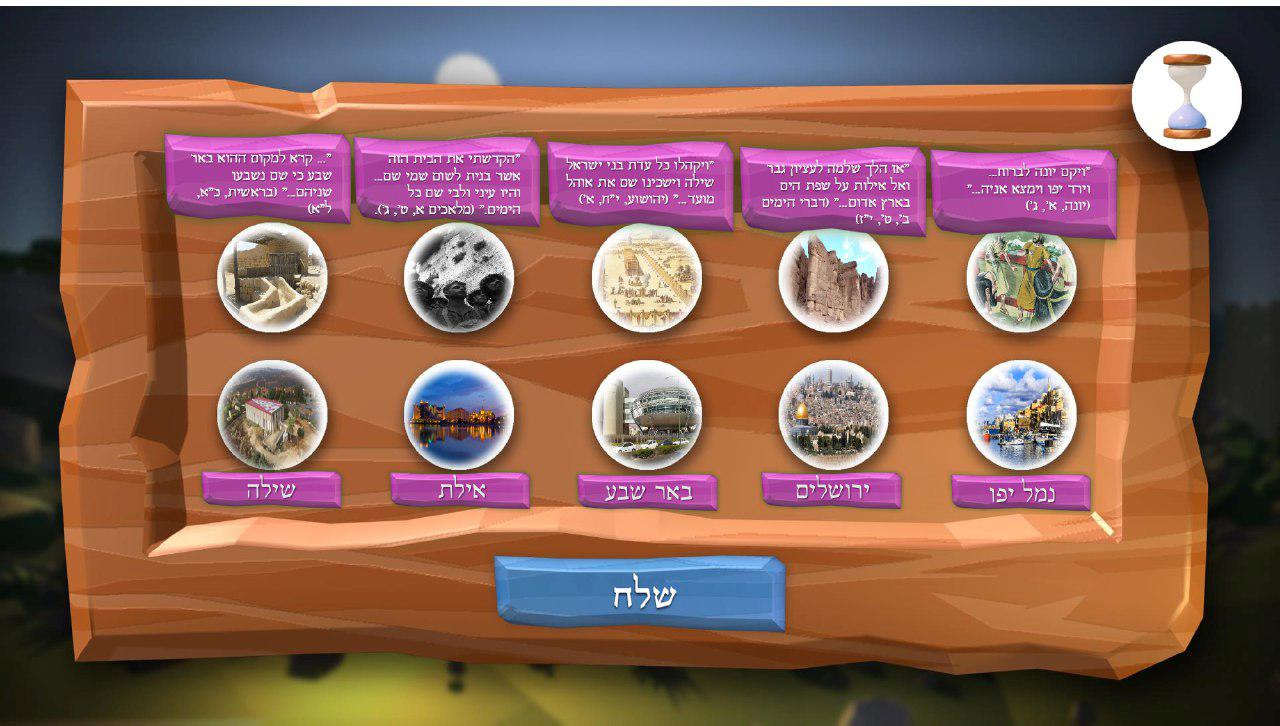 "ויקם יונה לברוח...
וירד יפו וימצא אניה..."
(יונה, א', ג')
"אז הלך שלמה לעציון גבר
ואל אילות על שפת הים
בארץ אדום..." (דברי הימים
ב', ט', י"ז)
"ויקהלו כל עדת בני ישראל
שילה וישכינו שם את אוהל
מועד..." (יהושוע, י"ח, א')
"הקדשתי את הבית הזה
אשר בנית לשום שמי שם...
והיו עיני ולבי שם כל
הימים." (מלאכים א, ט', ג').
"... קרא למקום ההוא באר
שבע כי שם נשבעו
שניהם..." (בראשית, כ"א,
ל"א)
נמל יפו
ירושלים
באר שבע
אילת
שילה
שלח